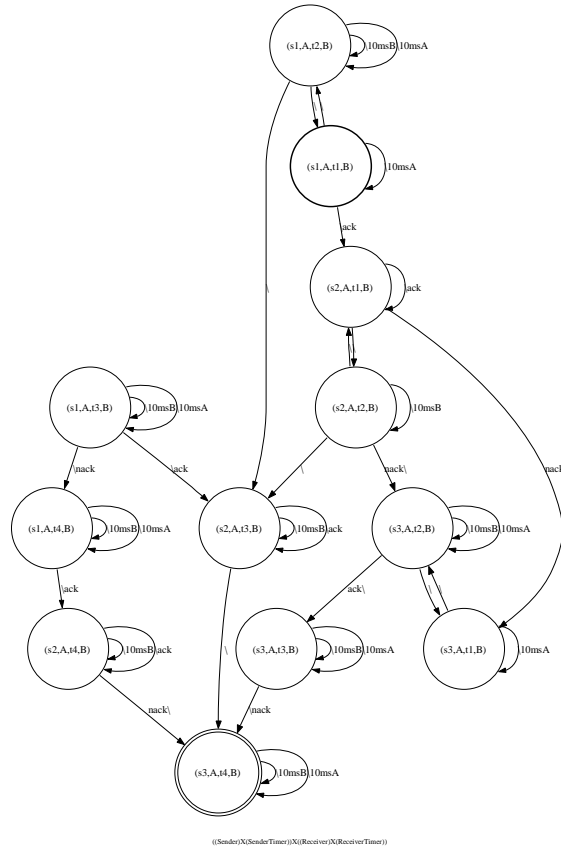 (s1,A,t2,B)
\10msB
\10msA
\
\
(s1,A,t1,B)
\10msA
\ack
(s2,A,t1,B)
\ack
\
\
\
(s1,A,t3,B)
\10msB
\10msA
(s2,A,t2,B)
\10msB
\nack
\ack
\
nack\
nack
(s1,A,t4,B)
\10msB
\10msA
(s2,A,t3,B)
\10msB
\ack
(s3,A,t2,B)
\10msB
\10msA
\ack
ack\
\
\
(s2,A,t4,B)
\10msB
\ack
\
(s3,A,t3,B)
\10msB
\10msA
(s3,A,t1,B)
\10msA
nack\
\nack
(s3,A,t4,B)
\10msB
\10msA
((Sender)X(SenderTimer))X((Receiver)X(ReceiverTimer))